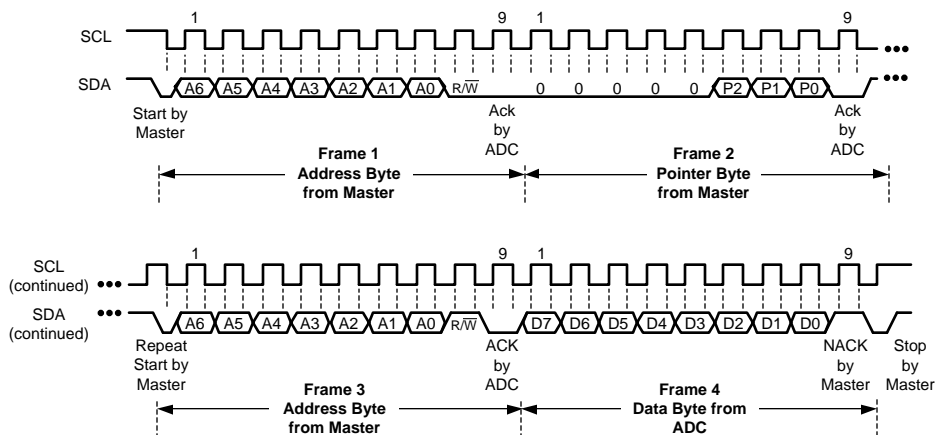 1 9 1 9
SCL
SDA A6 A5 A4 A3 A2 A1 A0 R/W̅ 0 0 0 0 0 P2 P1 P0
Start by
Master
Ack
by
ADC
Ack
by
ADC
Frame 1
Address Byte
from Master
Frame 2
Pointer Byte
from Master
1 9 1 9
SCL
(continued)
SDA
(continued)
A6 A5 A4 A3 A2 A1 A0 R/W̅ D7 D6 D5 D4 D3 D2 D1 D0
Repeat
Start by
Master
ACK
by
ADC
NACK
by
Master
Stop
by
Master
Frame 3
Address Byte
from Master
Frame 4
Data Byte from
ADC